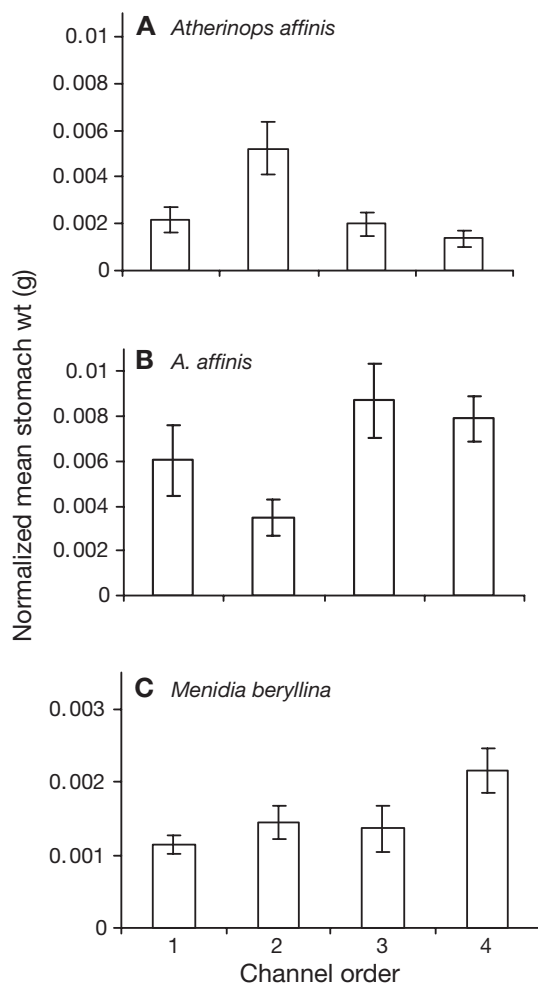 A Atherinops affinis
0.01
0.008
0.006
0.004
0.002
0
B A. affinis
0.01
0.008
0.006
0.004
0.002
0
Normalized mean stomach wt (g)
C Menidia beryllina
0.003
0.002
0.001
0
1 2 3 4
Channel order